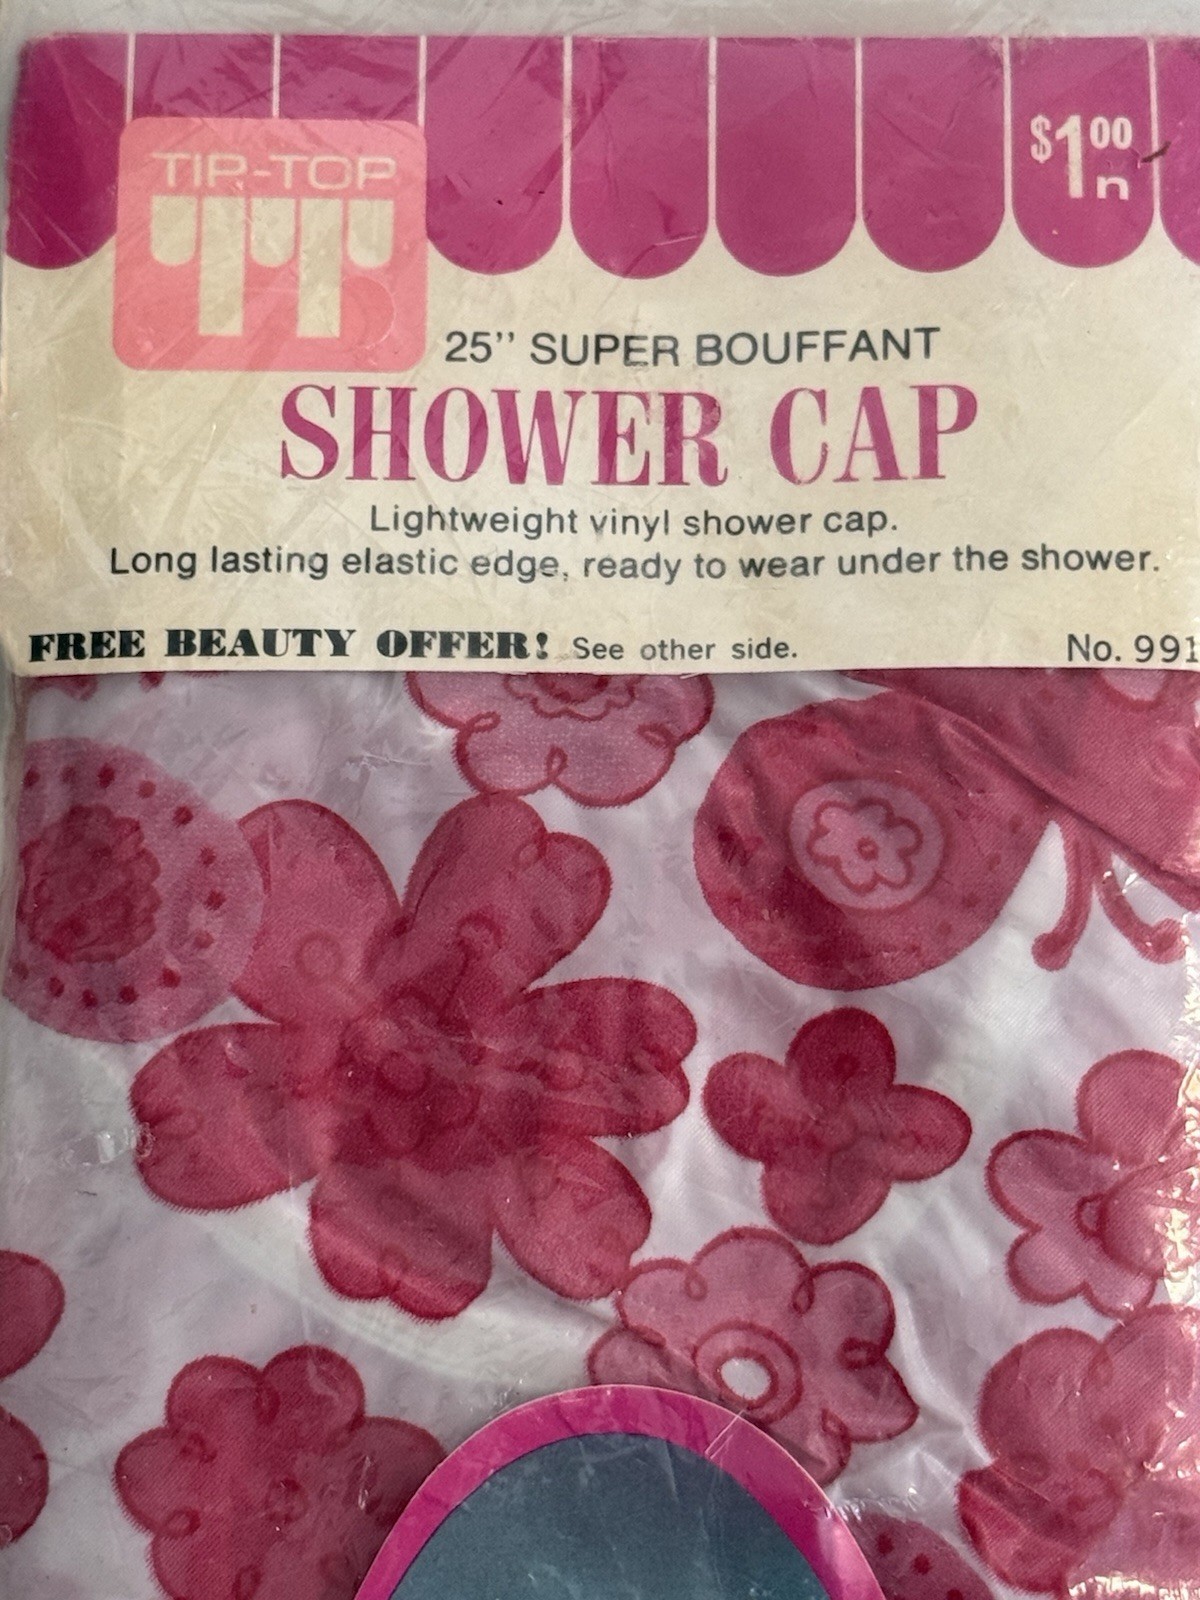 TIP-TOP
$1.00
n
25" SUPER BOUFFANT
SHOWER CAP
Lightweight vinyl shower cap.
Long lasting elastic edge, ready to wear under the shower.
FREE BEAUTY OFFER! See other side.
No. 991